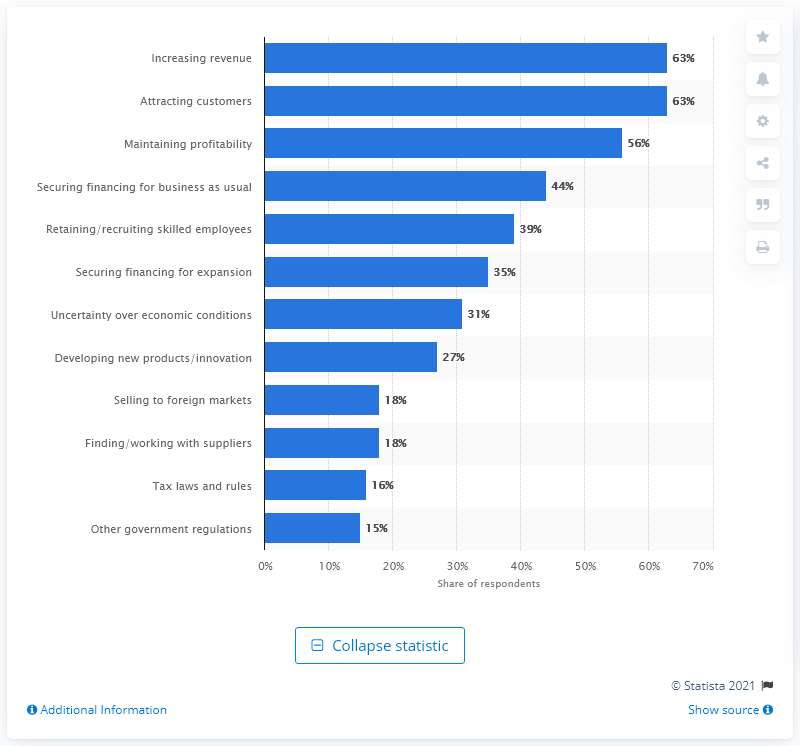 Increasing revenue 63%
Attracting customers 63%
Maintaining profitability 56%
Securing financing for business as usual 44%
Retaining/recruiting skilled employees 39%
Securing financing for expansion 35%
Uncertainty over economic conditions 31%
Developing new products/innovation 27%
Selling to foreign markets 18%
Finding/working with suppliers 18%
Tax laws and rules 16%
Other government regulations 15%
0% 10% 20% 30% 40% 50% 60% 70%
Share of respondents
Collapse statistic
© Statista 2021
Additional Information Show source